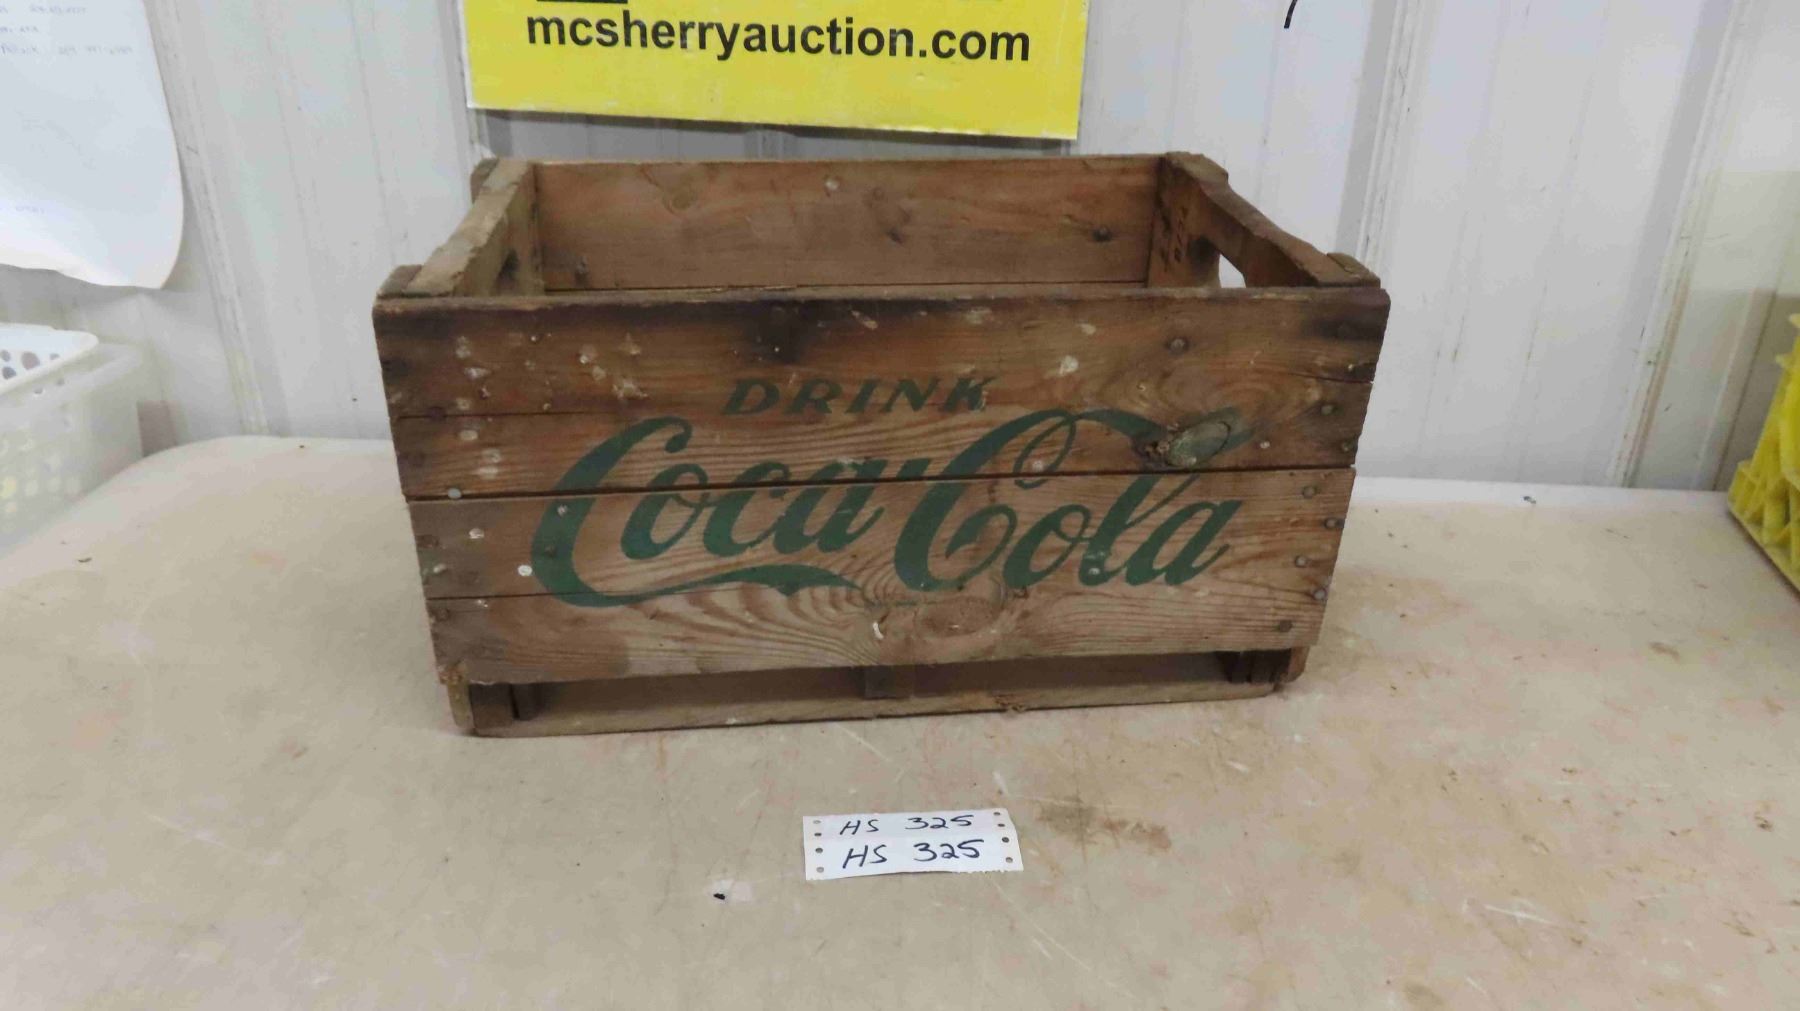 mcsherryauction.com
DRINK
Coca-Cola
HS 325
HS 325